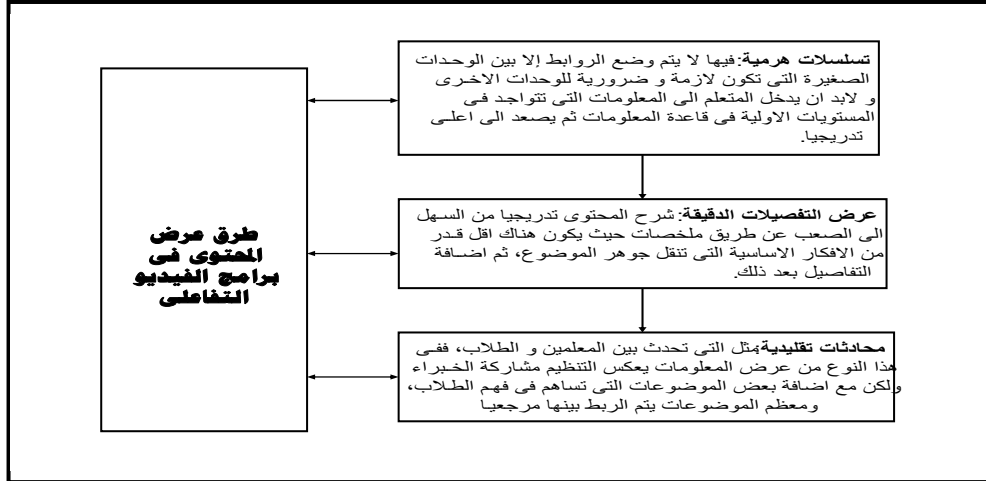 طرق عرض
المحتوى فى
برامج الفيديو
التفاعلى
تسلسلات هرمية:فيها لا يتم وضع الروابط إلا بين الوحدات
الصغيرة التى تكون لازمة و ضرورية للوحدات الاخرى
و لابد ان يدخل المتعلم الى المعلومات التى تتواجد فى
المستويات الاولية فى قاعدة المعلومات ثم يصعد الى اعلى
تدريجيا.
عرض التفصيلات الدقيقة: شرح المحتوى تدريجيا من السهل
الى الصعب عن طريق ملخصات حيث يكون هناك اقل قدر
من الافكار الاساسية التى تنقل جوهر الموضوع، ثم اضافة
التفاصيل بعد ذلك.
محادثات تقليدية:مثل التى تحدث بين المعلمين و الطلاب، ففى
هذا النوع من عرض المعلومات يعكس التنظيم مشاركة الخبراء
ولكن مع اضافة بعض الموضوعات التى تساهم فى فهم الطلاب،
ومعظم الموضوعات يتم الربط بينها مرجعيا